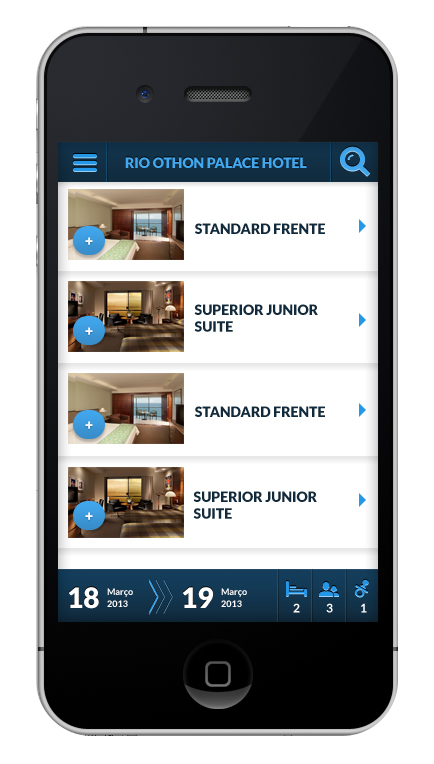 RIO OTHON PALACE HOTEL
+
STANDARD FRENTE
+
SUPERIOR JUNIOR
SUITE
+
STANDARD FRENTE
+
SUPERIOR JUNIOR
SUITE
18 Março 2013
19 Março 2013
2 3 1